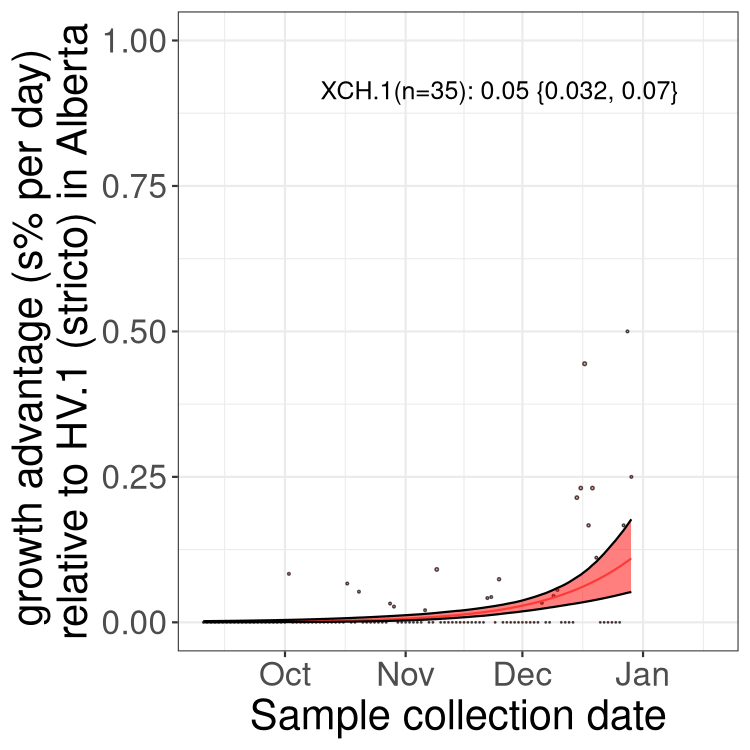 growth advantage (s% per day)
relative to HV.1 (stricto) in Alberta
1.00
0.75
0.50
0.25
0.00
XCH.1(n=35): 0.05 {0.032, 0.07}
Oct Nov Dec Jan
Sample collection date